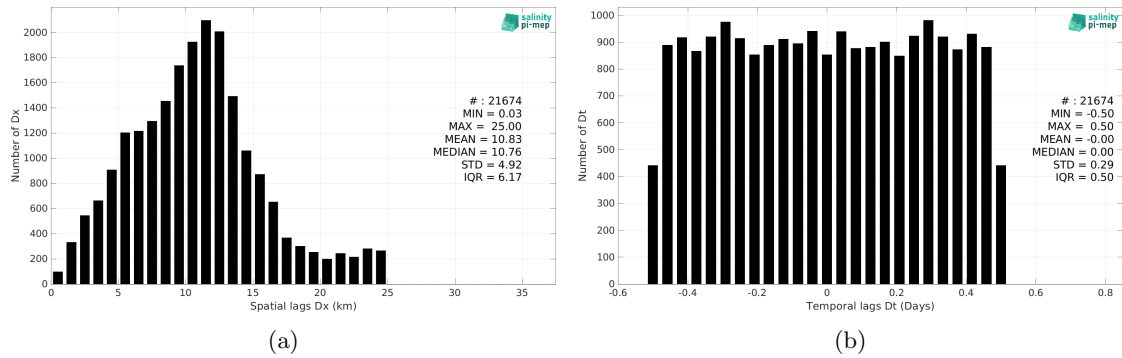 salinity
pi-mep
2000
1800
1600
1400
1200
1000
800
600
400
200
0
Number of Dx
# : 21674
MIN = 0.03
MAX = 25.00
MEAN = 10.83
MEDIAN = 10.76
STD = 4.92
IQR = 6.17
0 5 10 15 20 25 30 35
Spatial lags Dx (km)
(a)
salinity
pi-mep
1000
900
800
700
600
500
400
300
200
100
0
Number of Dt
# : 21674
MIN = -0.50
MAX = 0.50
MEAN = -0.00
MEDIAN = 0.00
STD = 0.29
IQR = 0.50
-0.6 -0.4 -0.2 0 0.2 0.4 0.6 0.8
Temporal lags Dt (Days)
(b)